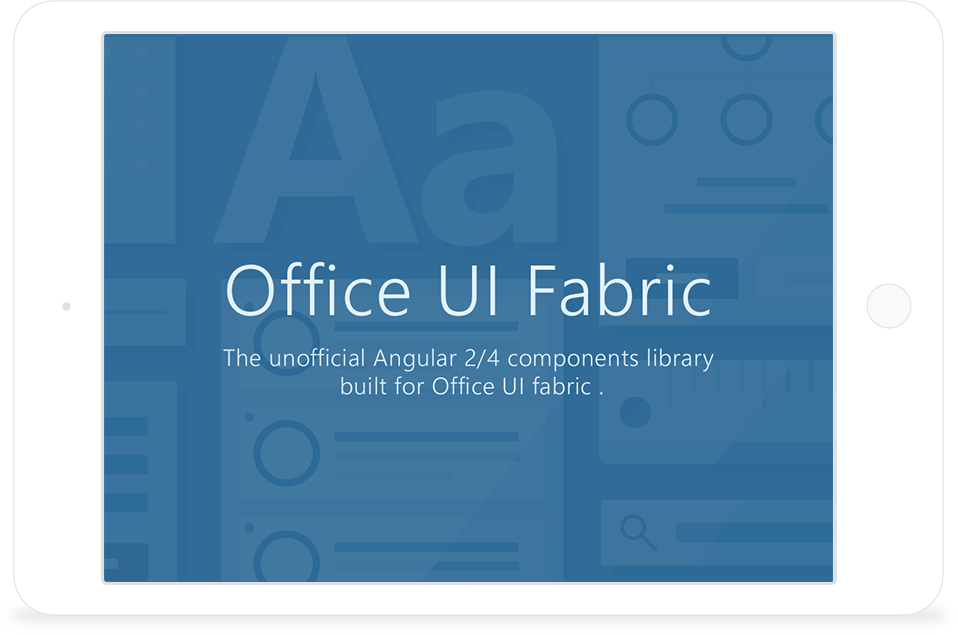 Aa
Office UI Fabric
The unofficial Angular 2/4 components library
built for Office UI fabric .